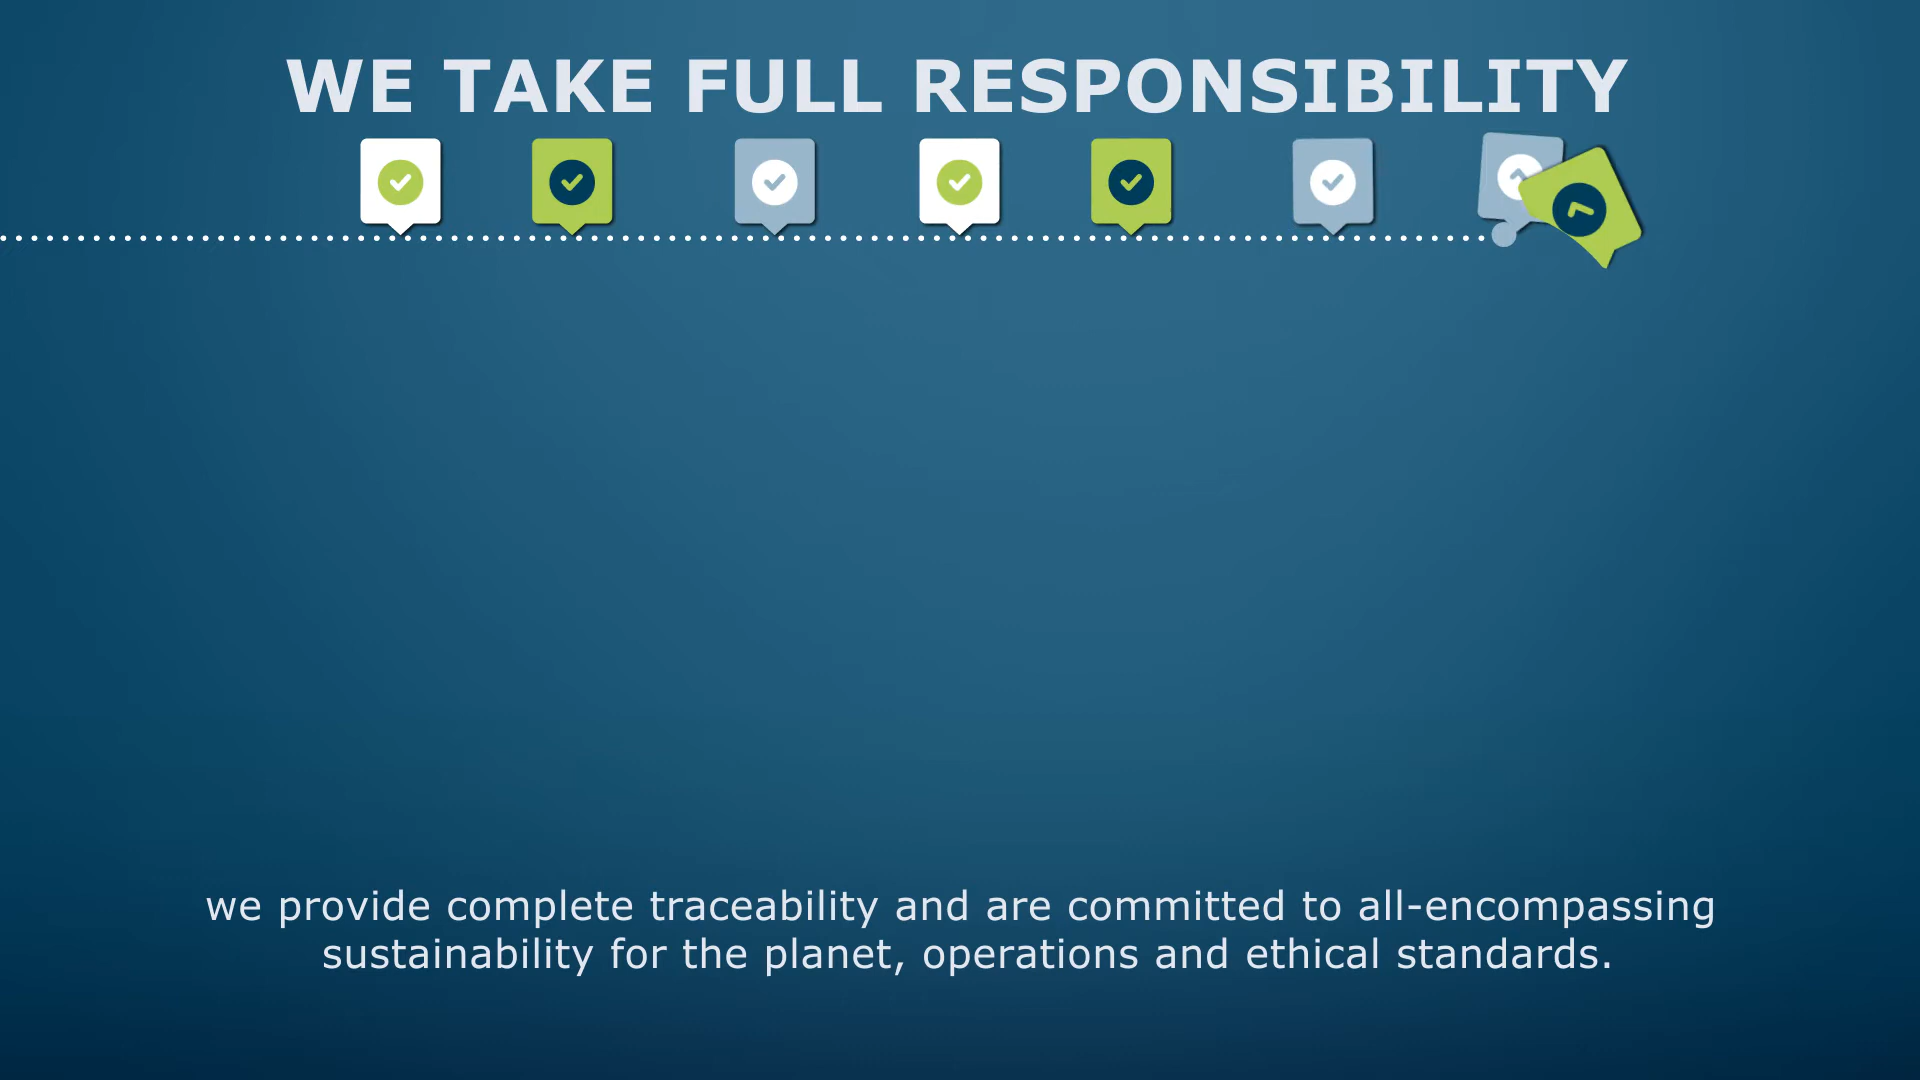 WE TAKE FULL RESPONSIBILITY
we provide complete traceability and are committed to all-encompassing
sustainability for the planet, operations and ethical standards.